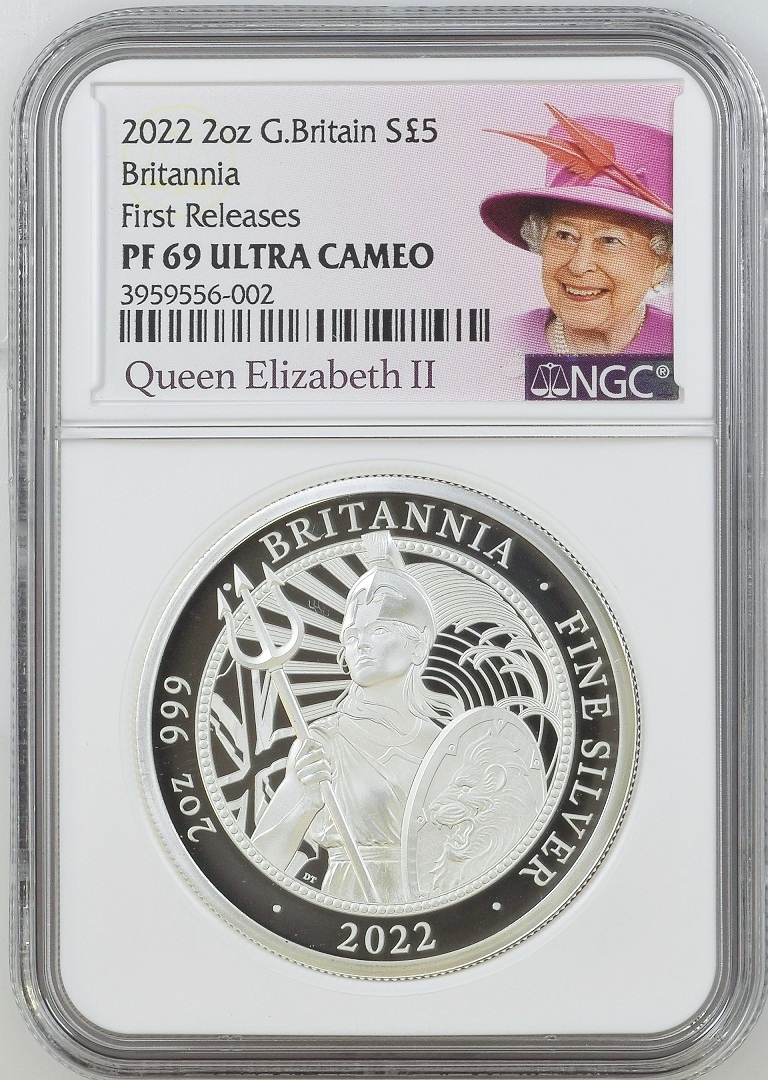 2022 2oz G.Britain S£5
Britannia
First Releases
PF 69 ULTRA CAMEO
3959556-002
Queen Elizabeth II
NGC®
BRITANNIA · FINE SILVER · 2022 · 2oz 999 ·
DT